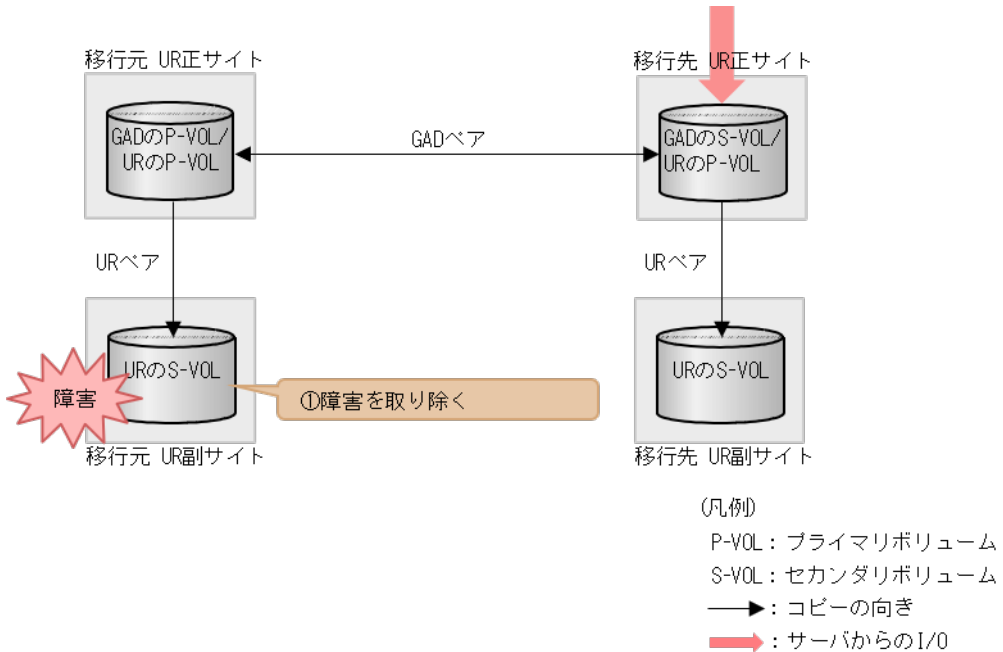 移行元 UR正サイト
移行先 UR正サイト
GADのP-VOL/
URのP-VOL
GADペア
GADのS-VOL/
URのP-VOL
URペア
URペア
URのS-VOL
URのS-VOL
障害
①障害を取り除く
移行元 UR副サイト
移行先 UR副サイト
(凡例)
P-VOL：プライマリボリューム
S-VOL：セカンダリボリューム
：コピーの向き
：サーバからのI/O